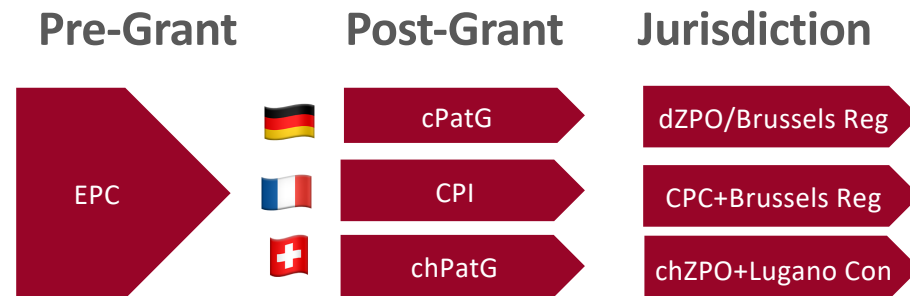 Pre-Grant Post-Grant Jurisdiction
cPatG dZPO/Brussels Reg
EPC CPI CPC+Brussels Reg
chPatG chZPO+Lugano Con